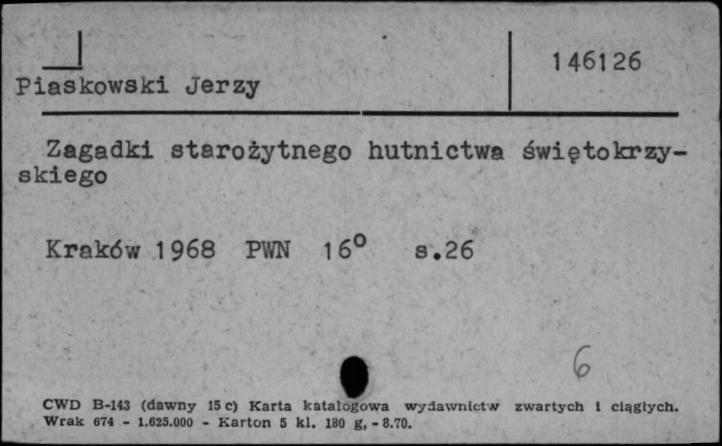 146126
Piaskowski Jerzy
Zagadki starożytnego hutnictwa świętokrzy-
skiego
Kraków 1968 PWN 16° s.26
6
CWD B-143 (dawny 15 c) Karta katalogowa wydawnictw zwartych i ciągłych.
Wrak 674 - 1.625.000 - Karton 5 kl. 180 g, - 8.70.